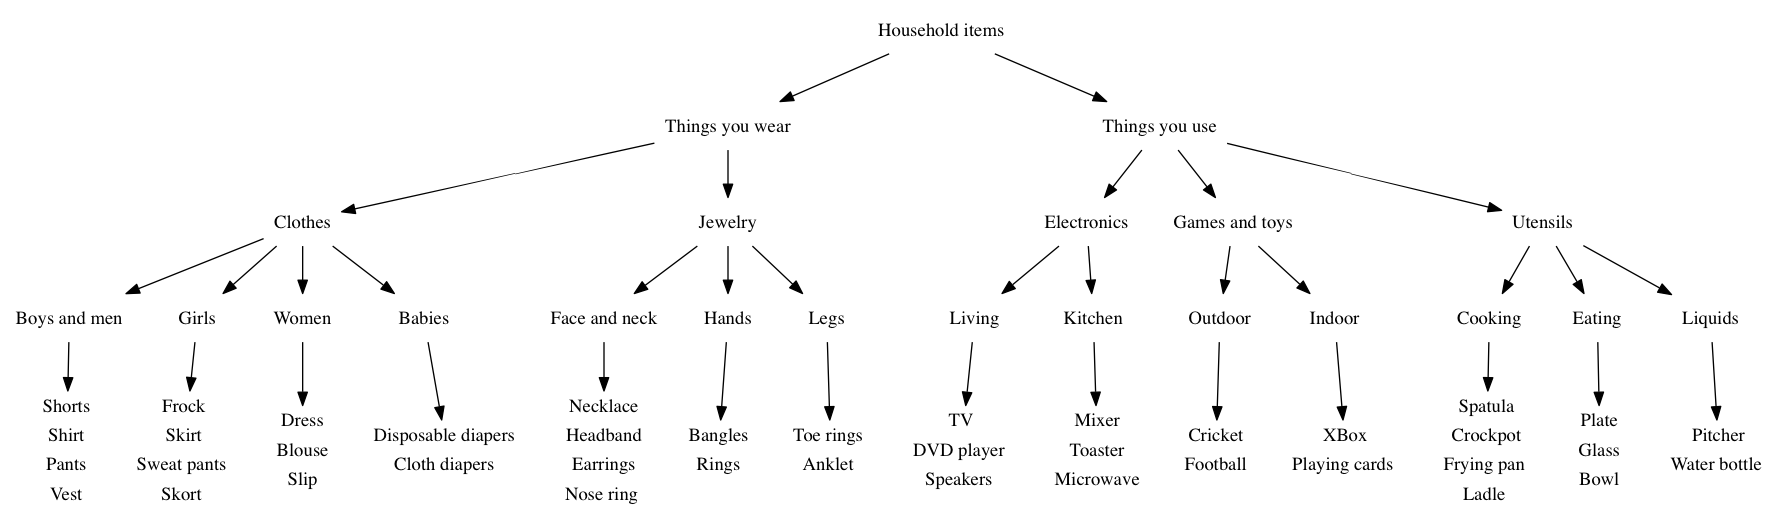 Household items
Things you wear
Things you use
Clothes
Jewelry
Electronics
Games and toys
Utensils
Boys and men
Girls
Women
Babies
Face and neck
Hands
Legs
Living
Kitchen
Outdoor
Indoor
Cooking
Eating
Liquids
Shorts
Shirt
Pants
Vest
Frock
Skirt
Sweat pants
Skort
Dress
Blouse
Slip
Disposable diapers
Cloth diapers
Necklace
Headband
Earrings
Nose ring
Bangles
Rings
Toe rings
Anklet
TV
DVD player
Speakers
Mixer
Toaster
Microwave
Cricket
Football
XBox
Playing cards
Spatula
Crockpot
Frying pan
Ladle
Plate
Glass
Bowl
Pitcher
Water bottle